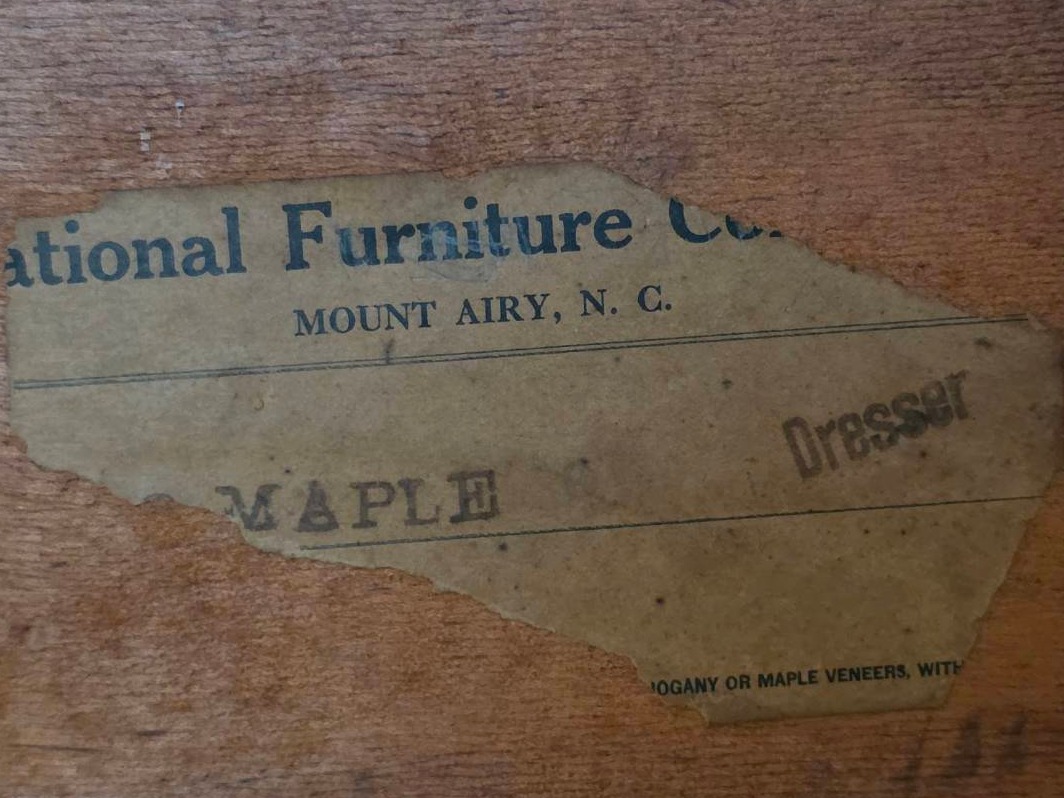 ational Furniture Co
MOUNT AIRY, N. C.
Dresser
MAPLE
OGANY OR MAPLE VENEERS, WITH